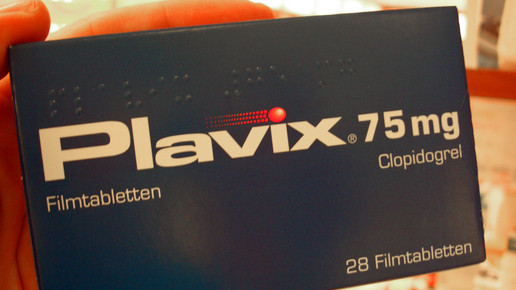 Plavix® 75 mg
Clopidogrel
Filmtabletten
28 Filmtabletten